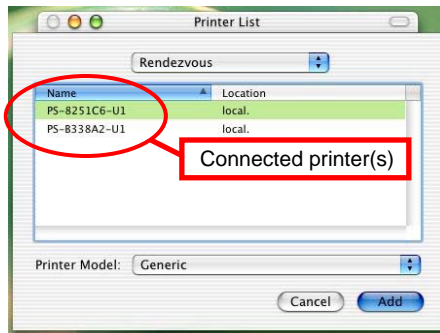 Printer List
Rendezvous
Name Location
PS-8251C6-U1 local.
PS-B338A2-U1 local.
Connected printer(s)
Printer Model: Generic
Cancel Add